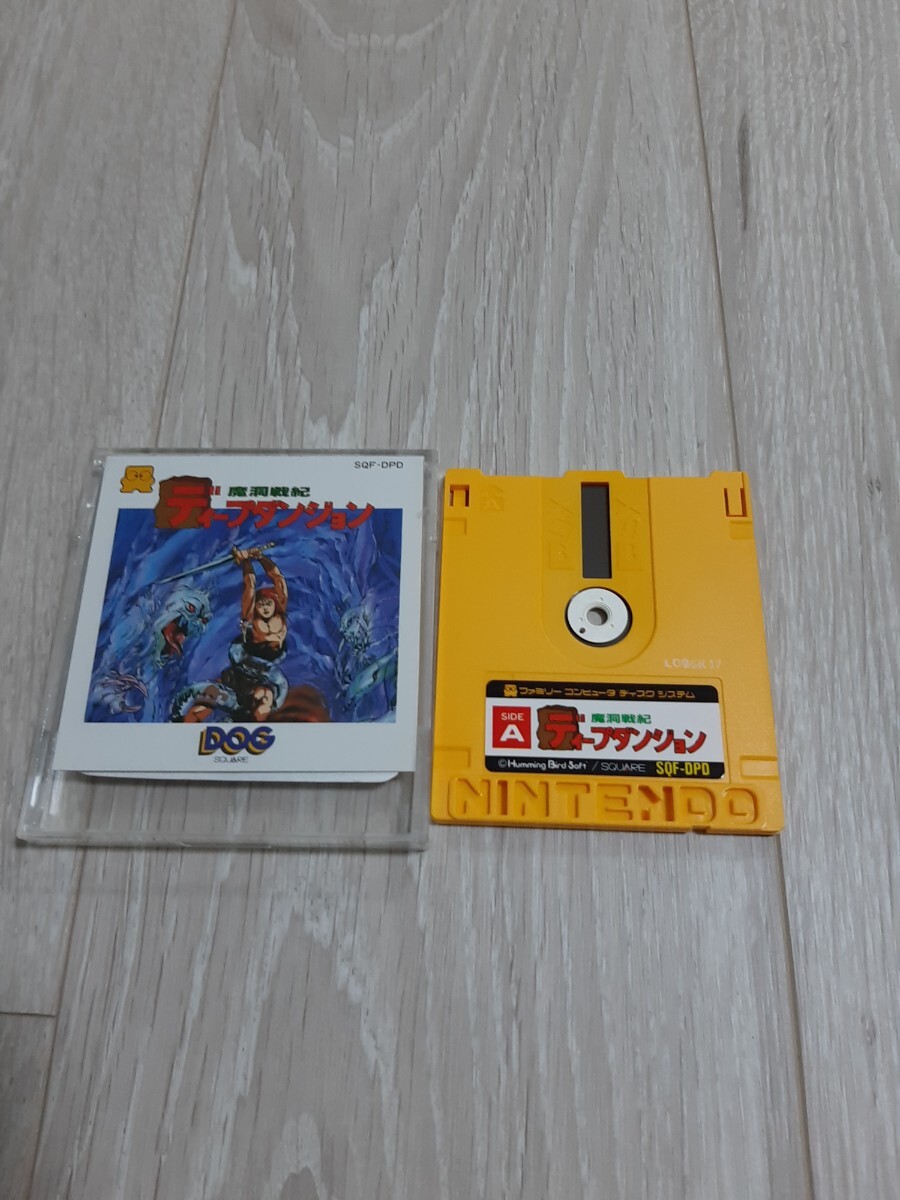 SQF-DPD
魔洞戦紀
ディープダンジョン
DOG
SQUARE
ファミリー コンピュータ ディスク システム
SIDE
A
魔洞戦紀
ディープダンジョン
©Humming Bird Soft / SQUARE SQF-DPD
NINTENDO